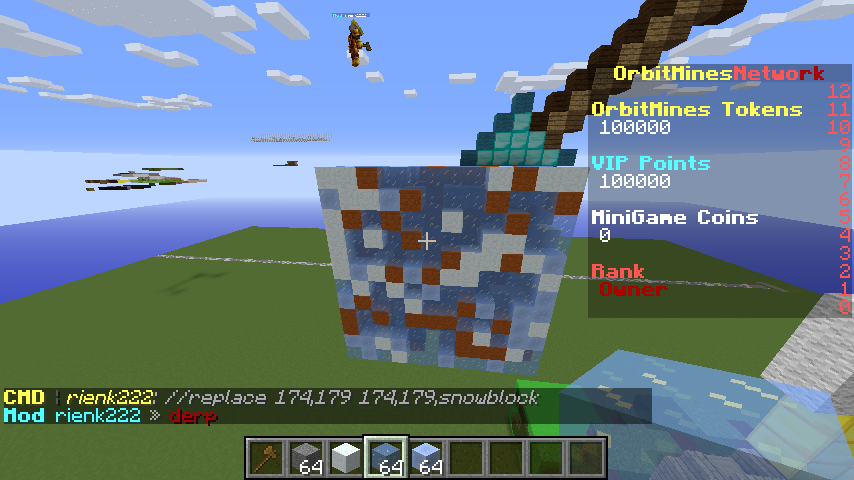 Mod rienk222
OrbitMinesNetwork
12
OrbitMines Tokens
11
100000
10
9
VIP Points
8
100000
7
6
MiniGame Coins
5
0
4
3
Rank
2
Owner
1
0
CMD | rienk222: //replace 174,179 174,179,snowblock
Mod rienk222 » derp
64
64
64